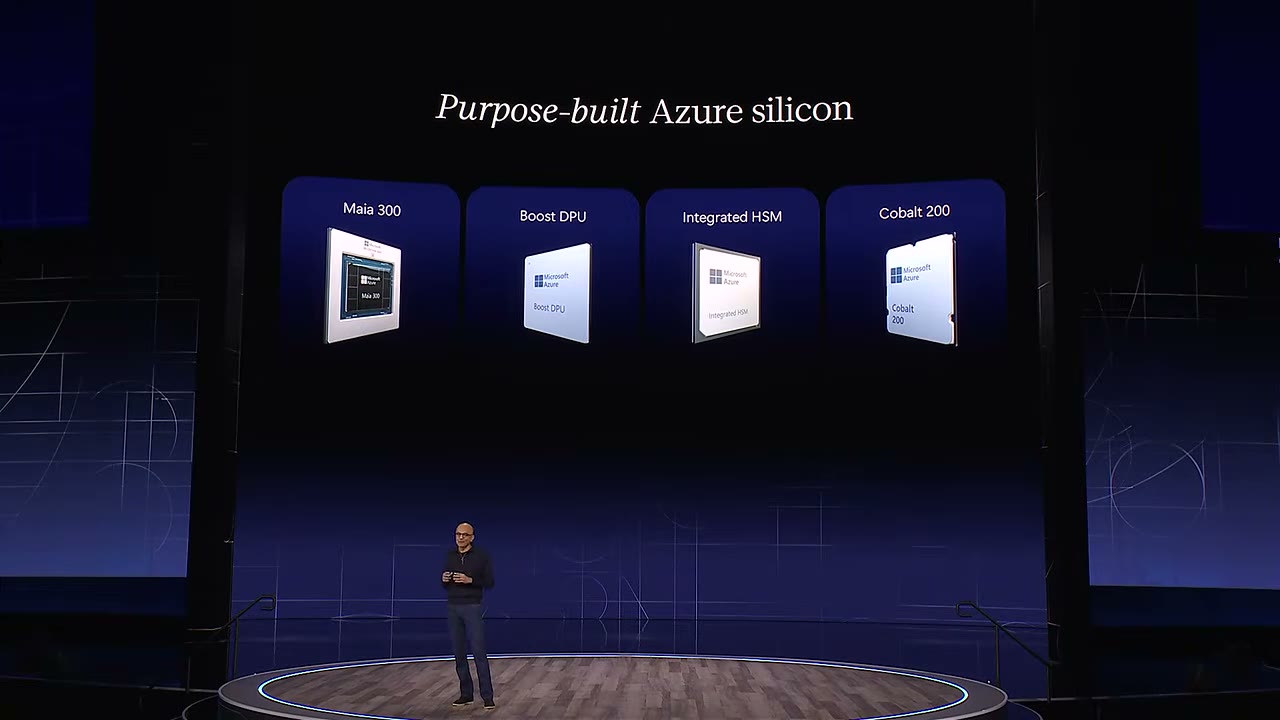 Purpose-built Azure silicon
Maia 300
Boost DPU
Integrated HSM
Cobalt 200
Microsoft
Maia 300
Microsoft
Azure
Boost DPU
Microsoft
Azure
Integrated HSM
Microsoft
Azure
Cobalt
200